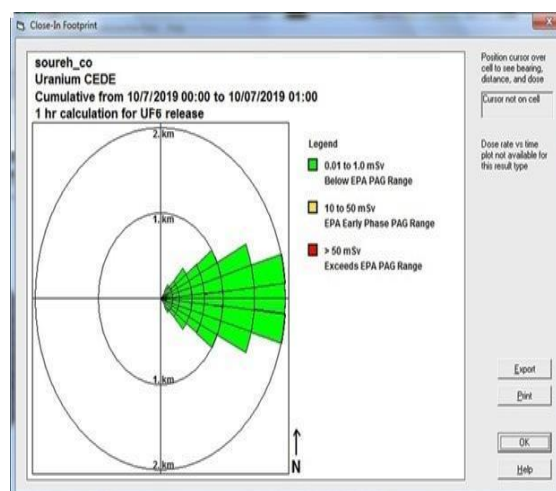 Close-In Footprint
soureh_co
Uranium CEDE
Cumulative from 10/7/2019 00:00 to 10/07/2019 01:00
1 hr calculation for UF6 release
2. km
1. km
1. km
2. km
N
Legend
0.01 to 1.0 mSv
Below EPA PAG Range
10 to 50 mSv
EPA Early Phase PAG Range
> 50 mSv
Exceeds EPA PAG Range
Position cursor over
cell to see bearing,
distance, and dose
Cursor not on cell
Dose rate vs time
plot not available for
this result type
Export
Print
OK
Help